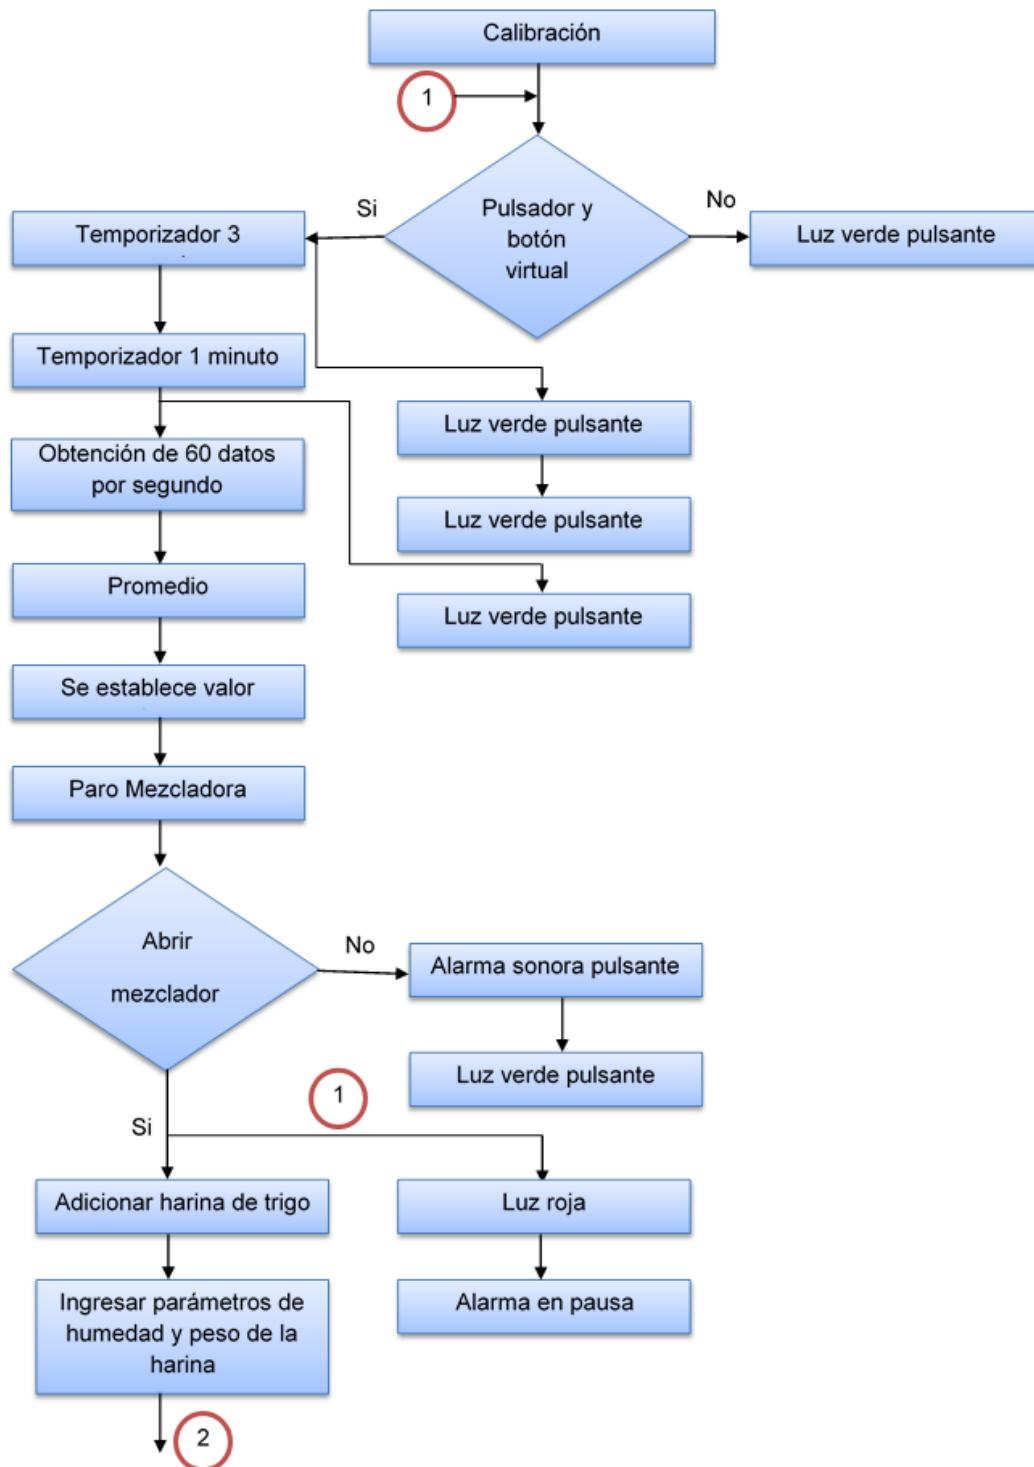 Calibración
1
Si
No
Pulsador y
botón
virtual
Temporizador 3
Luz verde pulsante
Temporizador 1 minuto
Luz verde pulsante
Obtención de 60 datos
por segundo
Luz verde pulsante
Promedio
Luz verde pulsante
Se establece valor
Paro Mezcladora
Abrir
mezclador
No
Alarma sonora pulsante
Luz verde pulsante
1
Si
Adicionar harina de trigo
Luz roja
Ingresar parámetros de
humedad y peso de la
harina
Alarma en pausa
2